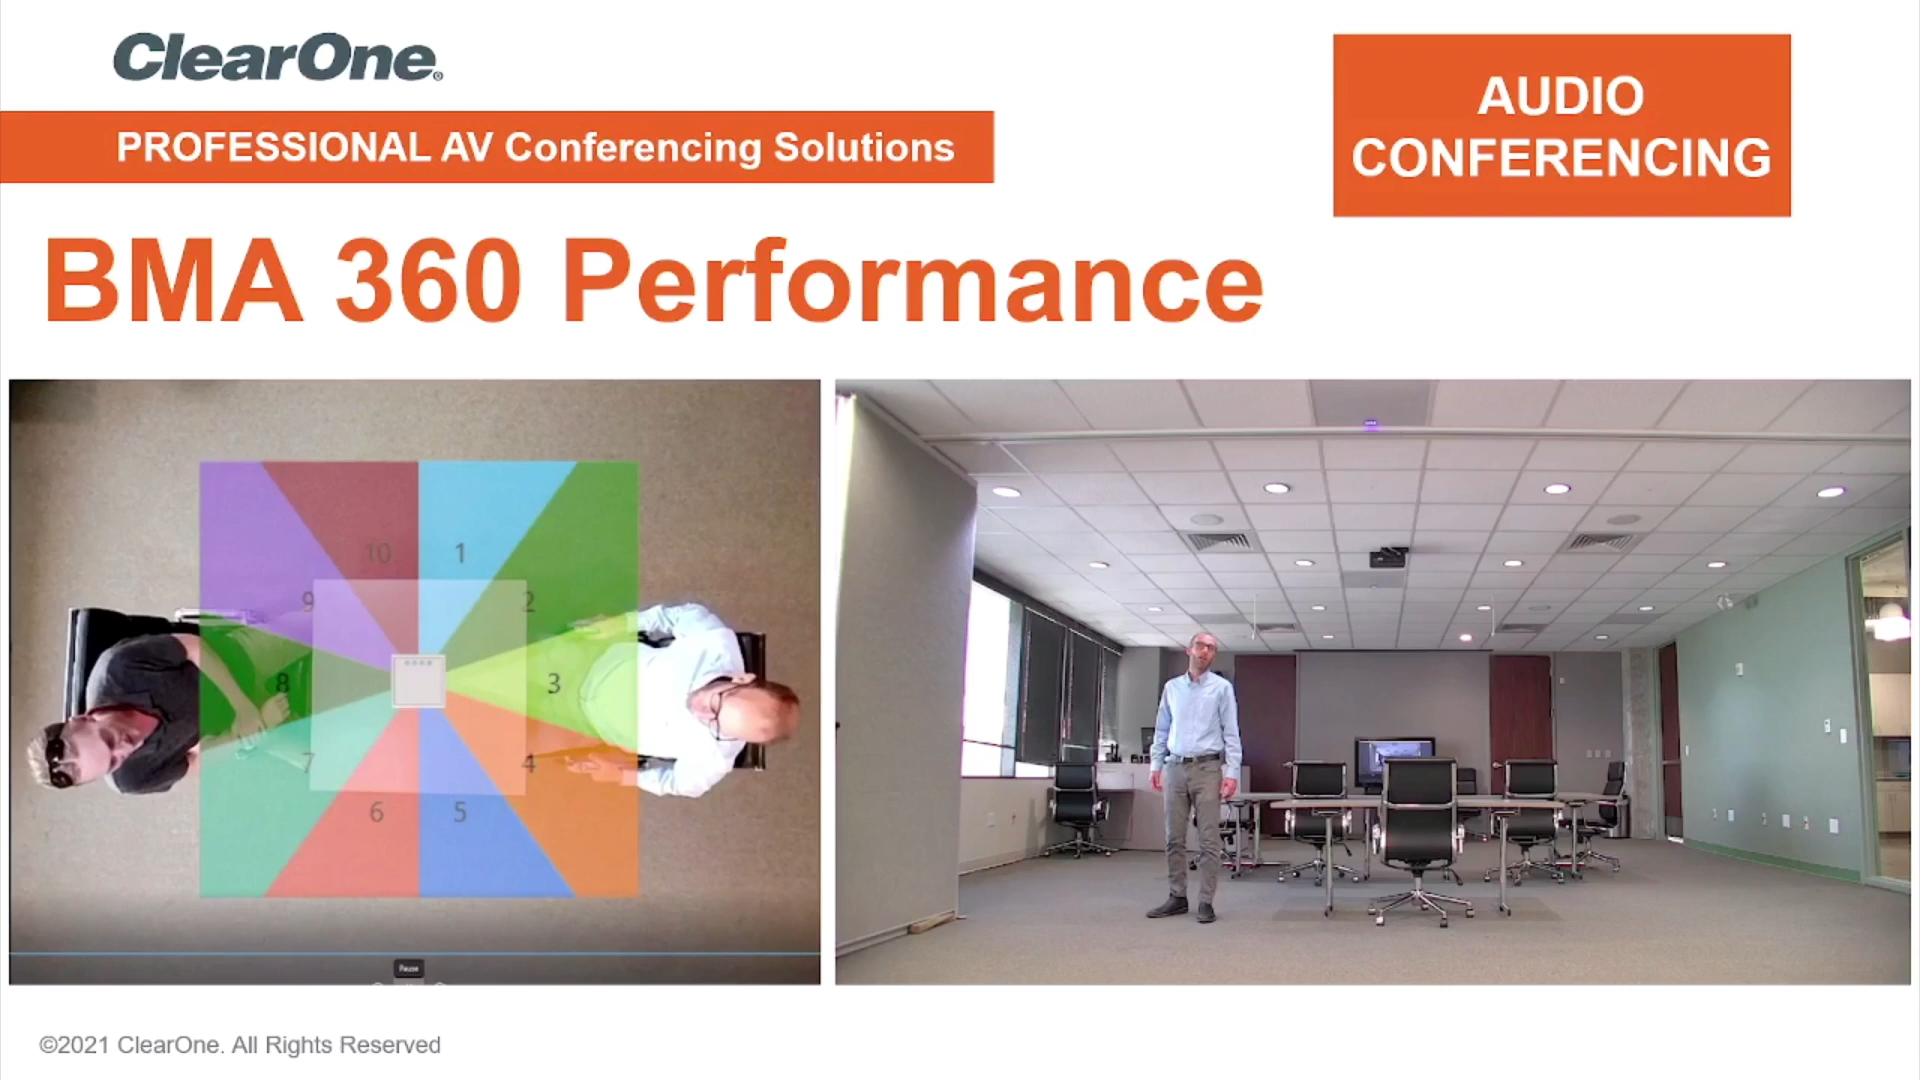 ClearOne®
PROFESSIONAL AV Conferencing Solutions
AUDIO
CONFERENCING
BMA 360 Performance
10 1
9 2
8 3
7 4
6 5
Pause
©2021 ClearOne. All Rights Reserved